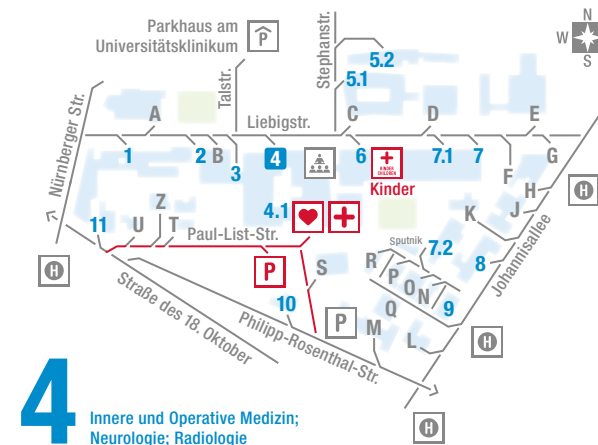 Parkhaus am
Universitätsklinikum
P
Talstr.
Stephanstr.
5.2
5.1
N
W
S
Nürnberger Str.
A
Liebigstr.
C
D
E
1
2
B
3
4
6
KINDER
CHILDREN
Kinder
7.1
7
F
G
H
H
J
K
Johannisallee
4.1
Z
11
U
T
Paul-List-Str.
P
H
Straße des 18. Oktober
S
10
Philipp-Rosenthal-Str.
P
Sputnik
7.2
R
P
O
N
Q
M
8
9
L
H
H
4
Innere und Operative Medizin;
Neurologie; Radiologie